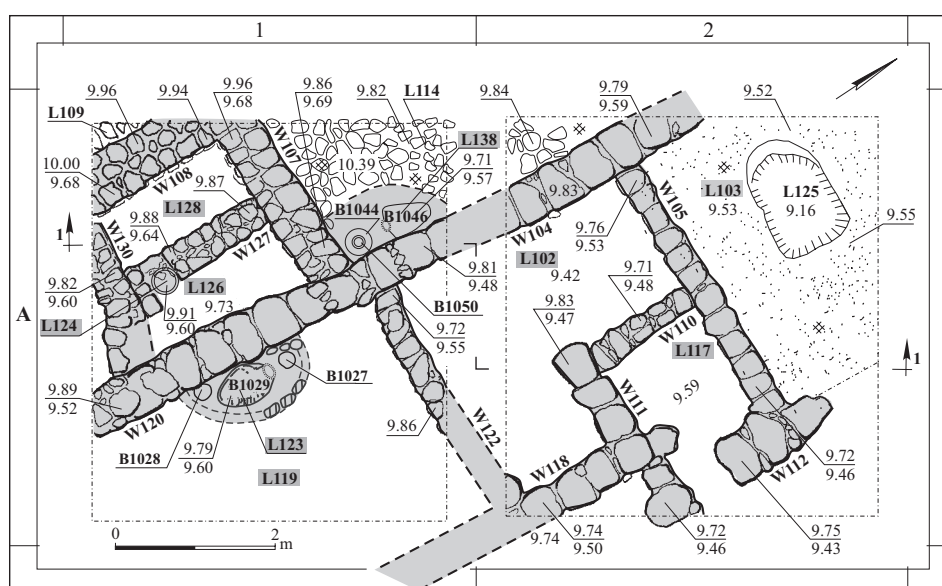 1 2
9.96 9.94 9.96 9.86 9.82 L114 9.84 9.79 9.52
9.68 9.69 9.59
L109
W107
L138
10.00
9.68
10.39
9.71
9.57
W108
9.87
L128
B1044
B1046
9.83
W105
L103
9.53
L125
9.16
9.88
9.64
W104
9.76
9.53
9.55
1
W130
W127
L102
9.42
9.82
9.60
L126
9.73
9.81
9.48
9.71
9.48
A
L124
9.91
9.60
B1050
9.83
9.47
W110
L117
1
9.72
9.55
B1029
B1027
9.59
9.89
9.52
W120
9.86
W122
W111
B1028
9.79
9.60
L123
W118
W112
L119
9.72
9.46
0 2
m
9.74
9.74
9.50
9.72
9.46
9.75
9.43